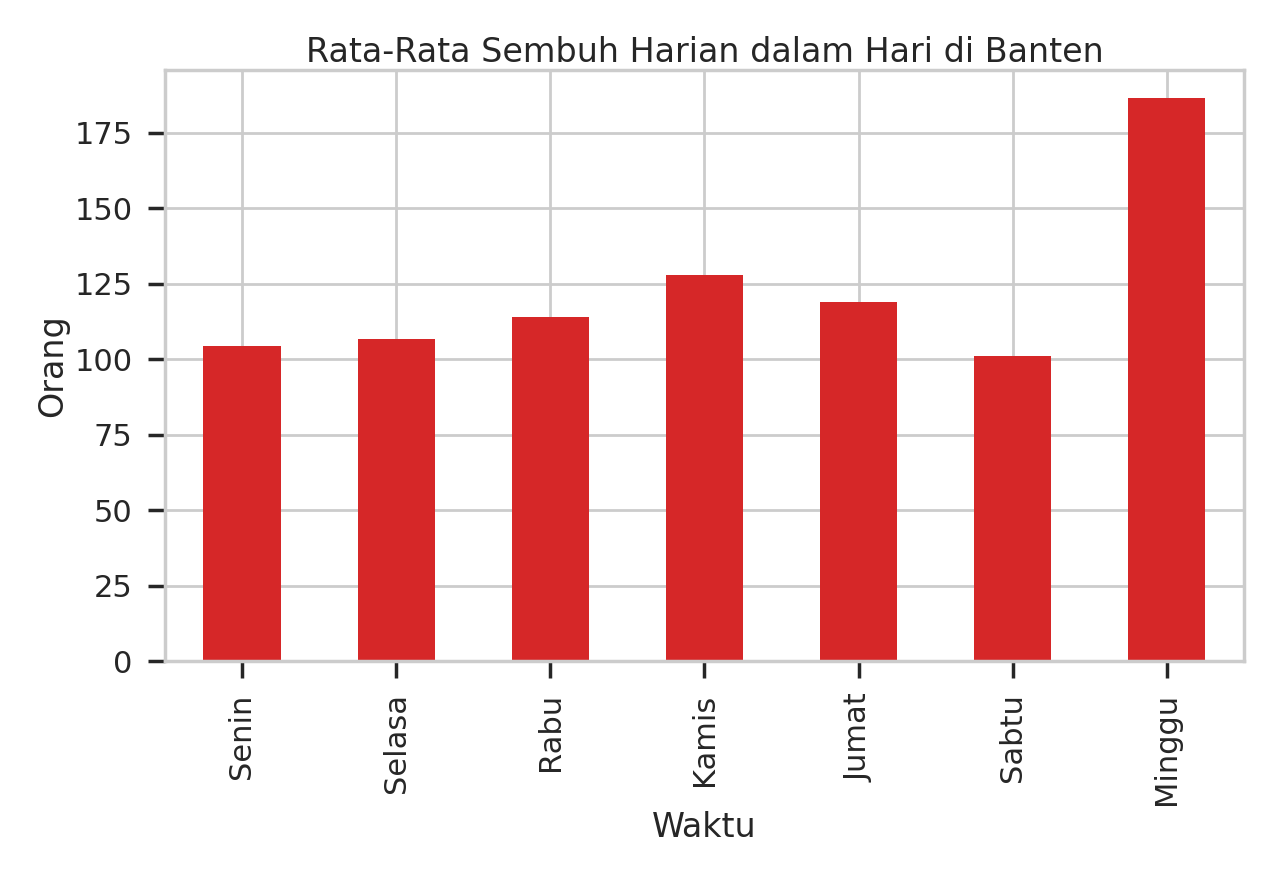 Rata-Rata Sembuh Harian dalam Hari di Banten
Orang
175
150
125
100
75
50
25
0
Senin
Selasa
Rabu
Kamis
Jumat
Sabtu
Minggu
Waktu